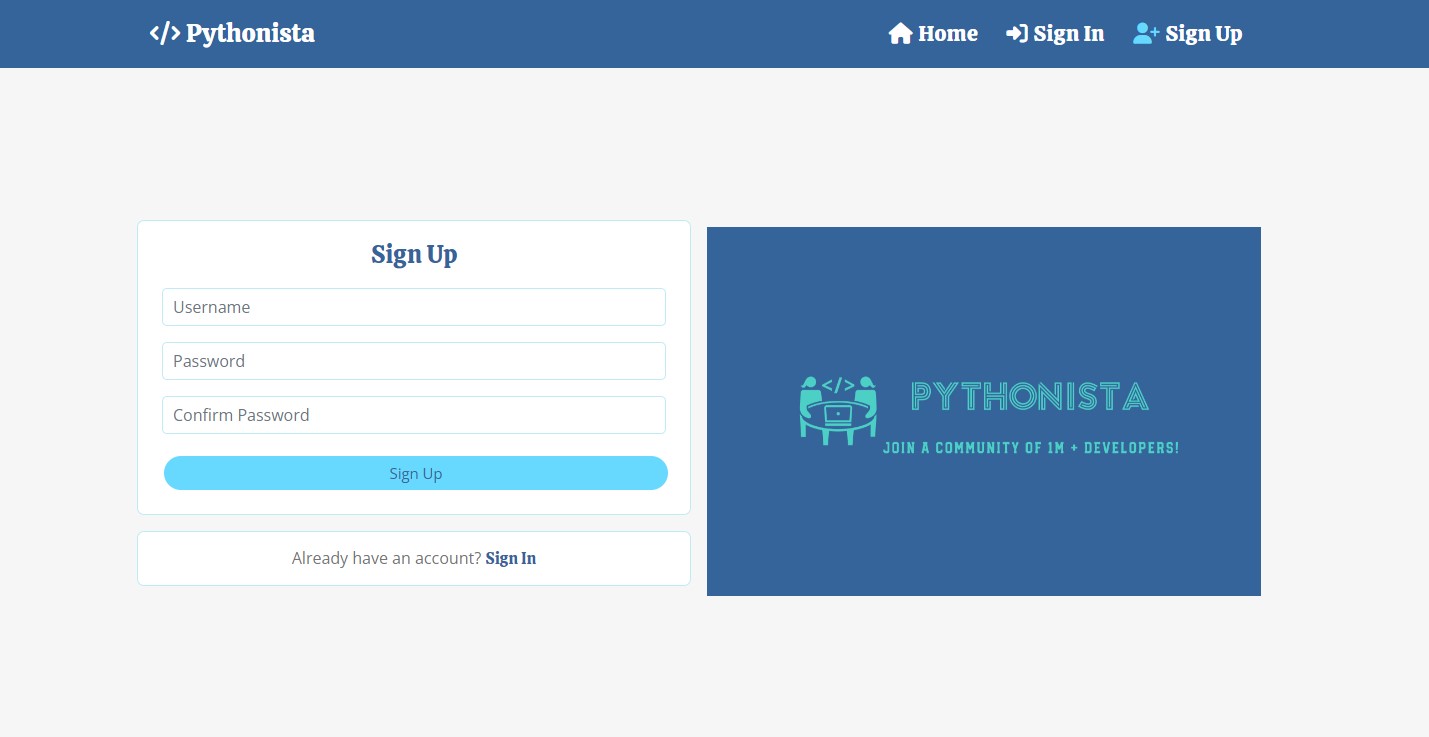 </> Pythonista
Home
Sign In
Sign Up
Sign Up
Username
Password
Confirm Password
Sign Up
Already have an account? Sign In
</>
PYTHONISTA
JOIN A COMMUNITY OF 1M + DEVELOPERS!